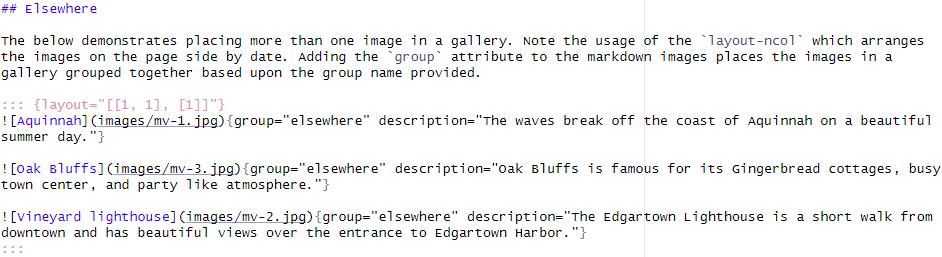 ## Elsewhere
The below demonstrates placing more than one image in a gallery. Note the usage of the `layout-ncol` which arranges
the images on the page side by date. Adding the `group` attribute to the markdown images places the images in a
gallery grouped together based upon the group name provided.
::: {layout="[[1, 1], [1]]"}
![Aquinnah](images/mv-1.jpg){group="elsewhere" description="The waves break off the coast of Aquinnah on a beautiful
summer day."}
![Oak Bluffs](images/mv-3.jpg){group="elsewhere" description="Oak Bluffs is famous for its Gingerbread cottages, busy
town center, and party like atmosphere."}
![Vineyard lighthouse](images/mv-2.jpg){group="elsewhere" description="The Edgartown Lighthouse is a short walk from
downtown and has beautiful views over the entrance to Edgartown Harbor."}
:::